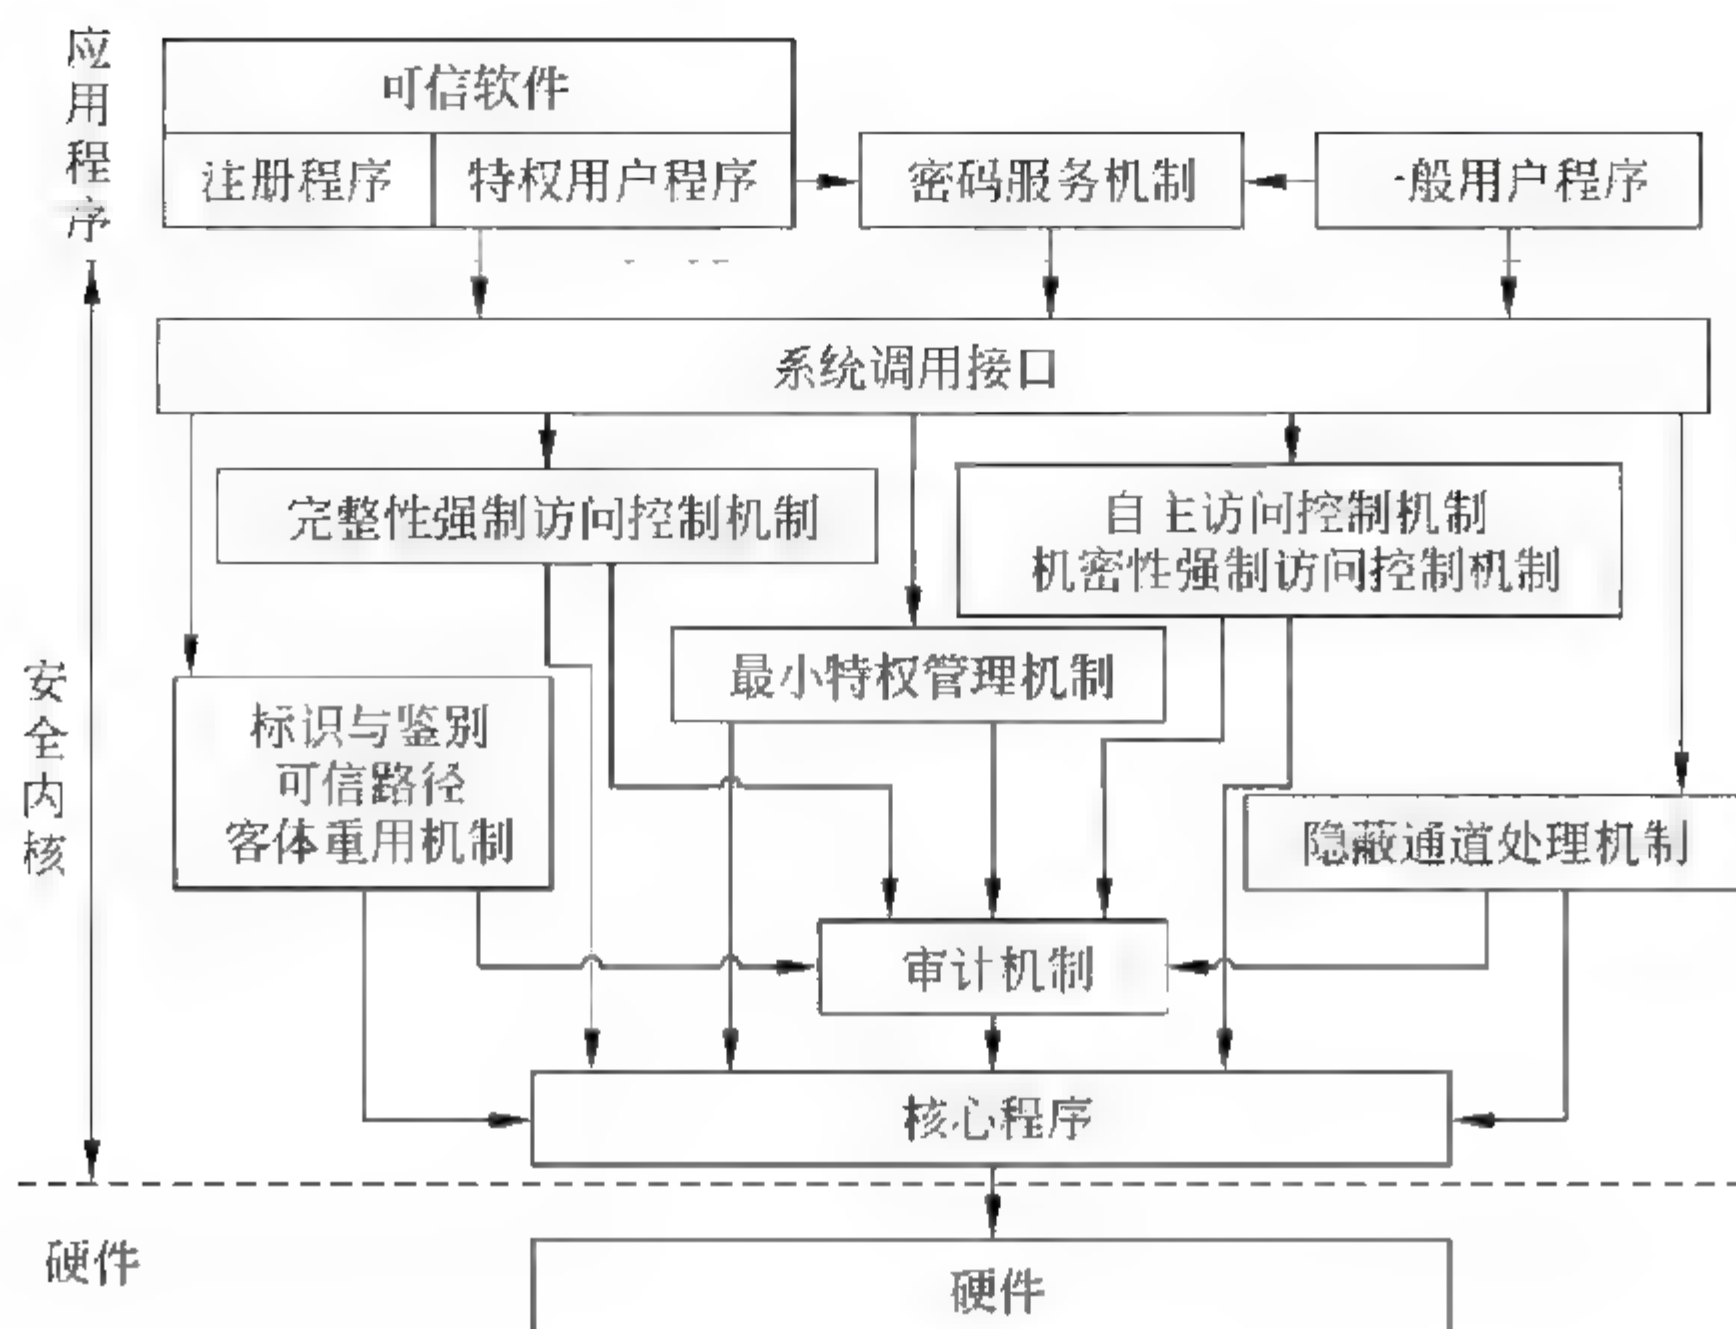 应用程序
可信软件
注册程序
特权用户程序
密码服务机制
一般用户程序
系统调用接口
完整性强制访问控制机制
自主访问控制机制
机密性强制访问控制机制
最小特权管理机制
安全内核
标识与鉴别
可信路径
客体重用机制
隐蔽通道处理机制
审计机制
核心程序
硬件
硬件